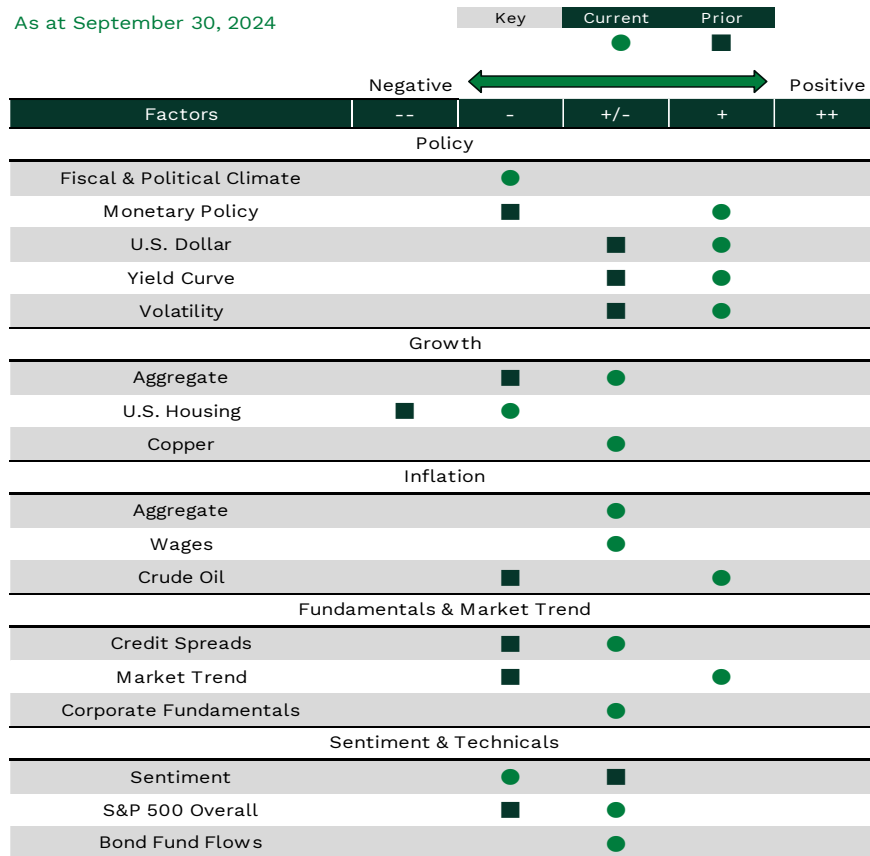 As at September 30, 2024
Key Current Prior
Negative Positive
Factors -- - +/- + ++
Policy
Fiscal & Political Climate
Monetary Policy
U.S. Dollar
Yield Curve
Volatility
Growth
Aggregate
U.S. Housing
Copper
Inflation
Aggregate
Wages
Crude Oil
Fundamentals & Market Trend
Credit Spreads
Market Trend
Corporate Fundamentals
Sentiment & Technicals
Sentiment
S&P 500 Overall
Bond Fund Flows